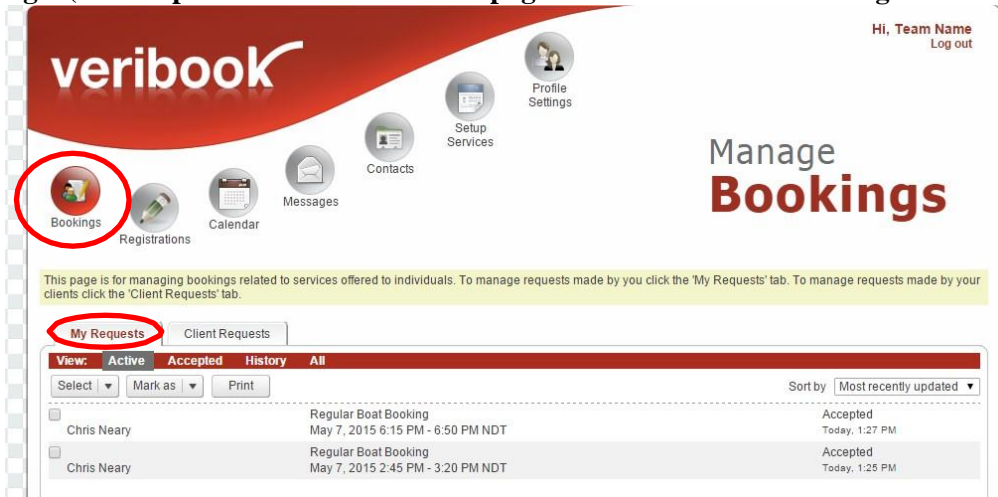 Hi, Team Name
Log out
veribook
Profile
Settings
Setup
Services
Contacts
Messages
Calendar
Registrations
Bookings
Manage
Bookings
This page is for managing bookings related to services offered to individuals. To manage requests made by you click the 'My Requests' tab. To manage requests made by your
clients click the 'Client Requests' tab.
My Requests Client Requests
View: Active Accepted History All
Select Mark as Print Sort by Most recently updated
Regular Boat Booking Accepted
Chris Neary May 7, 2015 6:15 PM - 6:50 PM NDT Today, 1:27 PM
Regular Boat Booking Accepted
Chris Neary May 7, 2015 2:45 PM - 3:20 PM NDT Today, 1:25 PM